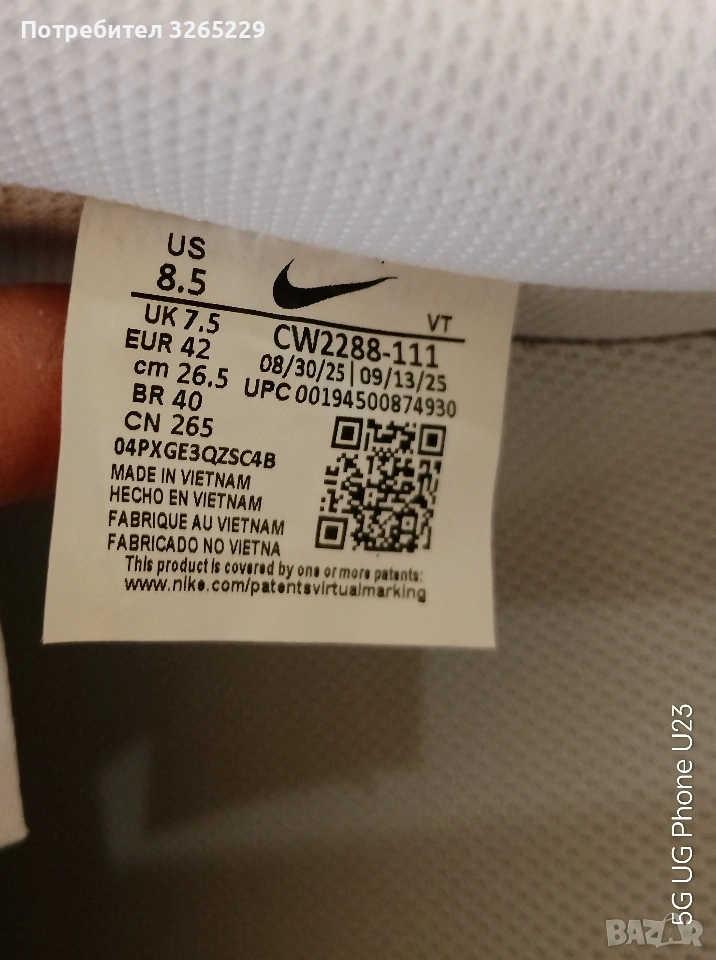 Потребител 3265229
US
8.5
VT
UK 7.5
CW2288-111
EUR 42
08/30/25 | 09/13/25
cm 26.5
UPC 00194500874930
BR 40
CN 265
04PXGE3QZSC4B
MADE IN VIETNAM
HECHO EN VIETNAM
FABRIQUE AU VIETNAM
FABRICADO NO VIETNA
This product is covered by one or more patents:
www.nike.com/patentsvirtualmarking
5G UG Phone U23
BAZAR